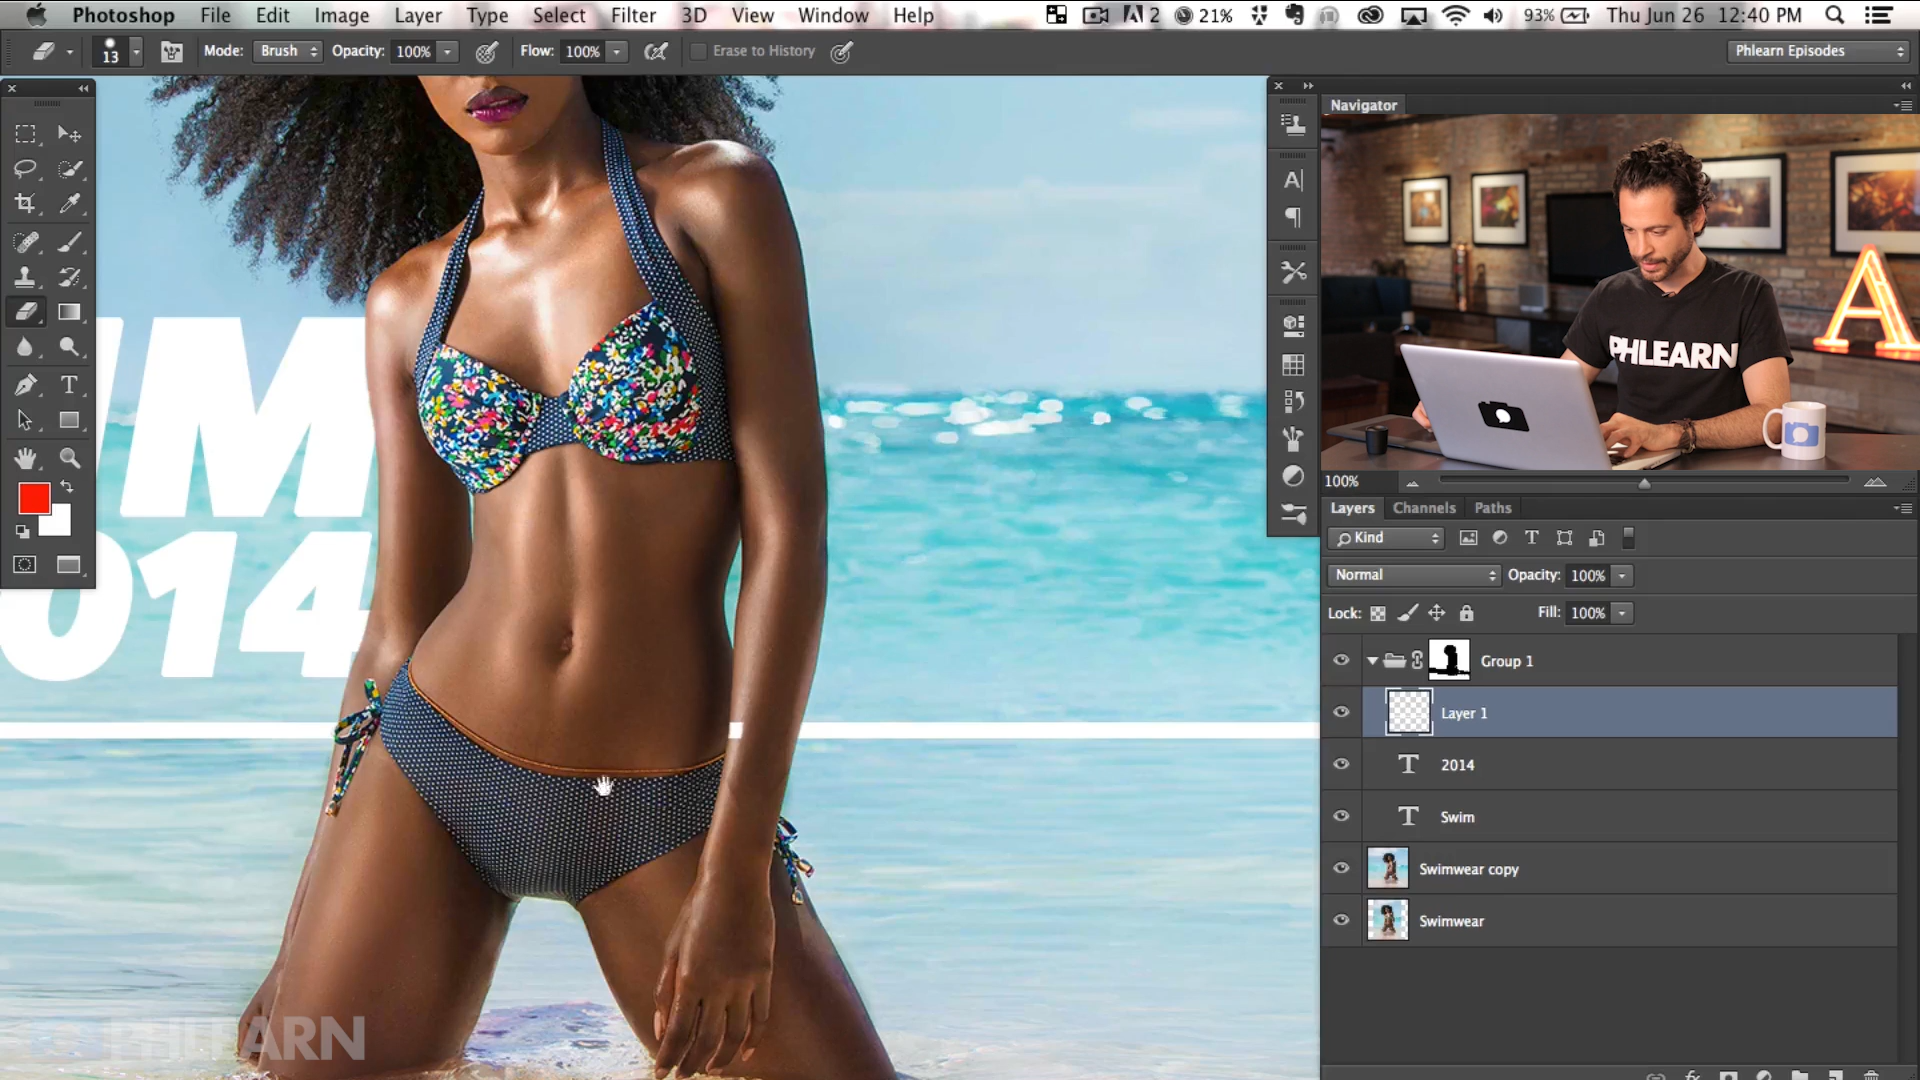 Photoshop File Edit Image Layer Type Select Filter 3D View Window Help 2 21% 93% Thu Jun 26 12:40 PM
13 Mode: Brush Opacity: 100% Flow: 100% Erase to History Phlearn Episodes
Navigator
A
PHLEARN
IM
2014
100%
Layers Channels Paths
Kind
Normal Opacity: 100%
Lock: Fill: 100%
Group 1
Layer 1
2014
Swim
Swimwear copy
Swimwear
PHLEARN